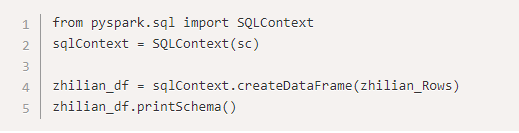 1 from pyspark.sql import SQLContext
2 sqlContext = SQLContext(sc)
3
4 zhilian_df = sqlContext.createDataFrame(zhilian_Rows)
5 zhilian_df.printSchema()